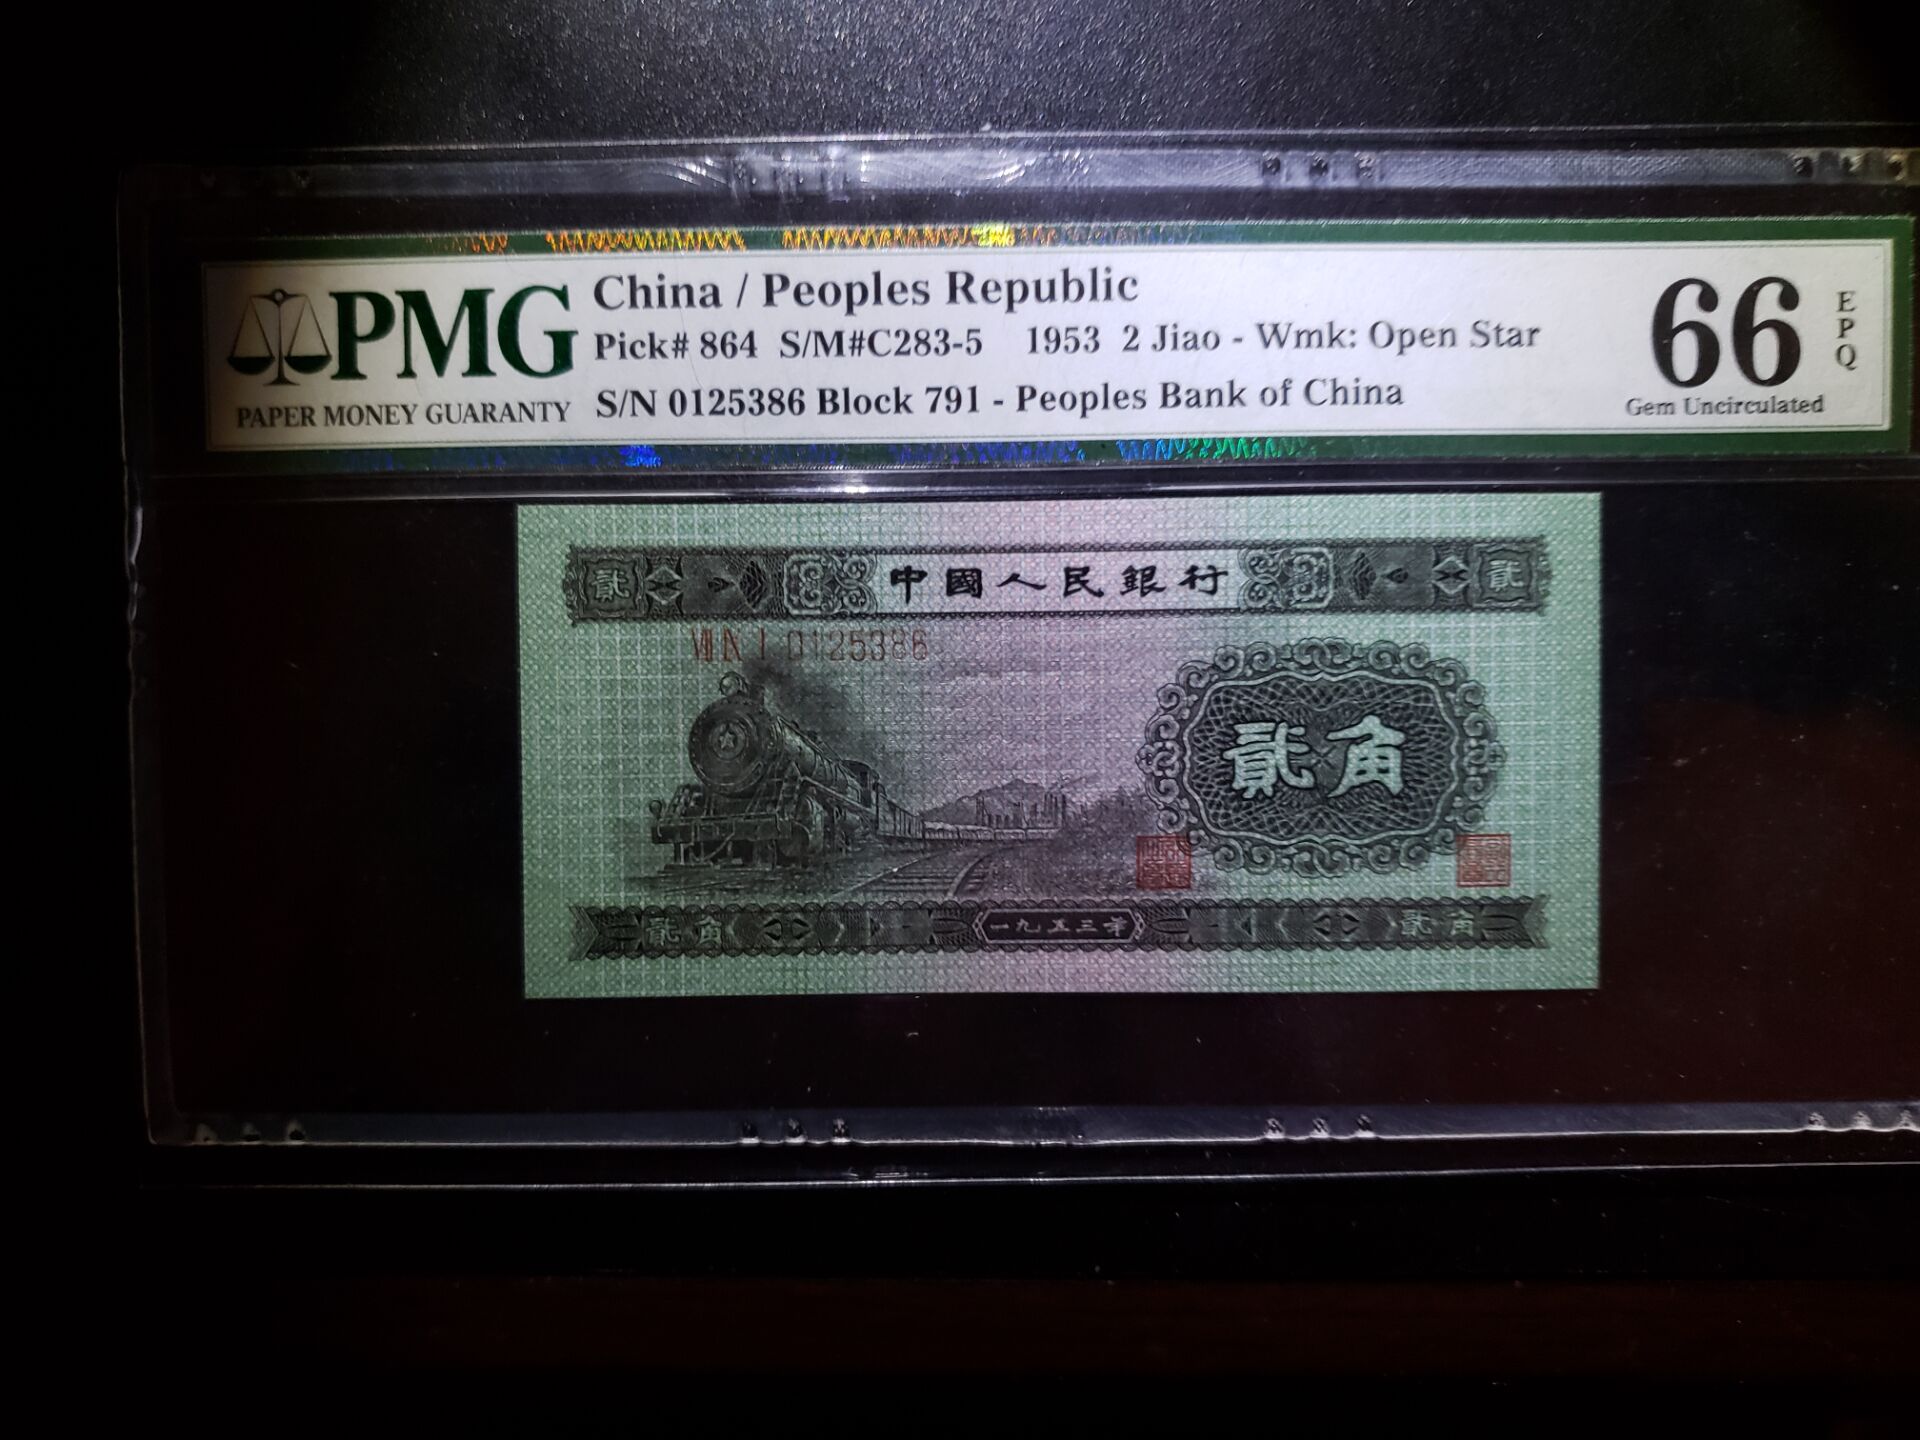 PMG
PAPER MONEY GUARANTY
China / Peoples Republic
Pick# 864 S/M#C283-5 1953 2 Jiao - Wmk: Open Star
S/N 0125386 Block 791 - Peoples Bank of China
66 EPQ
Gem Uncirculated
貳 中國人民銀行 貳
VII IX I 0125386
貳角
貳角 一九五三年 貳角